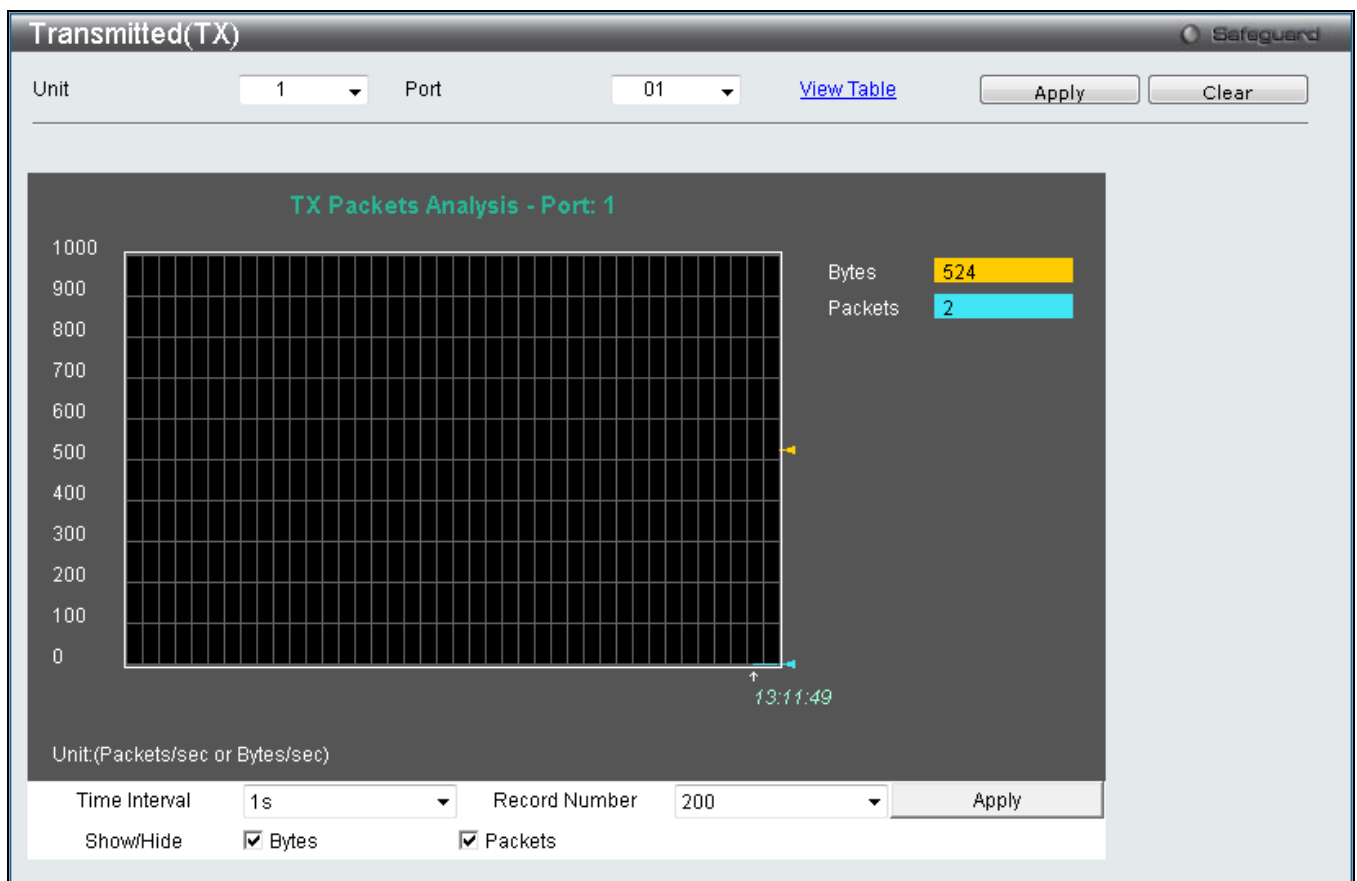 Transmitted(TX)
Safeguard
Unit 1 Port 01 View Table Apply Clear
TX Packets Analysis - Port: 1
1000
900
800
700
600
500
400
300
200
100
0
Bytes 524
Packets 2
13:11:49
Unit:(Packets/sec or Bytes/sec)
Time Interval 1s Record Number 200 Apply
Show/Hide Bytes Packets